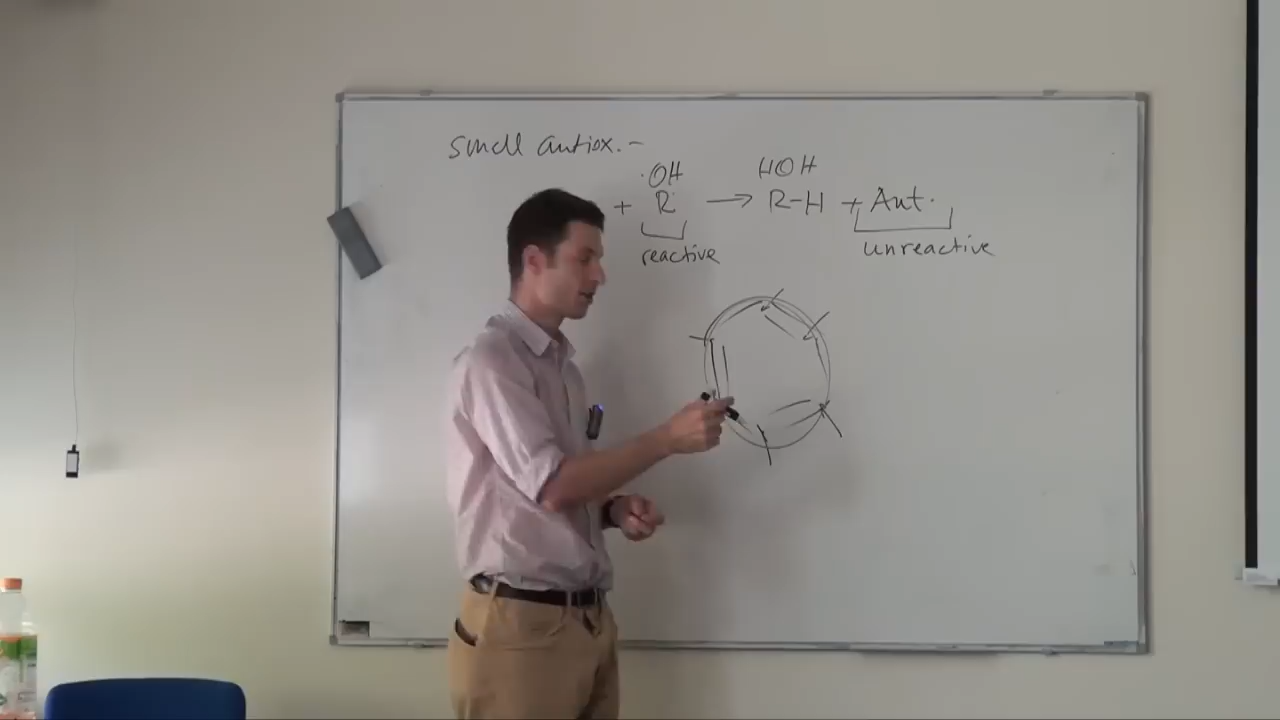 small antiox. -
·OH HOH
+ R· → R-H + Ant·
reactive unreactive